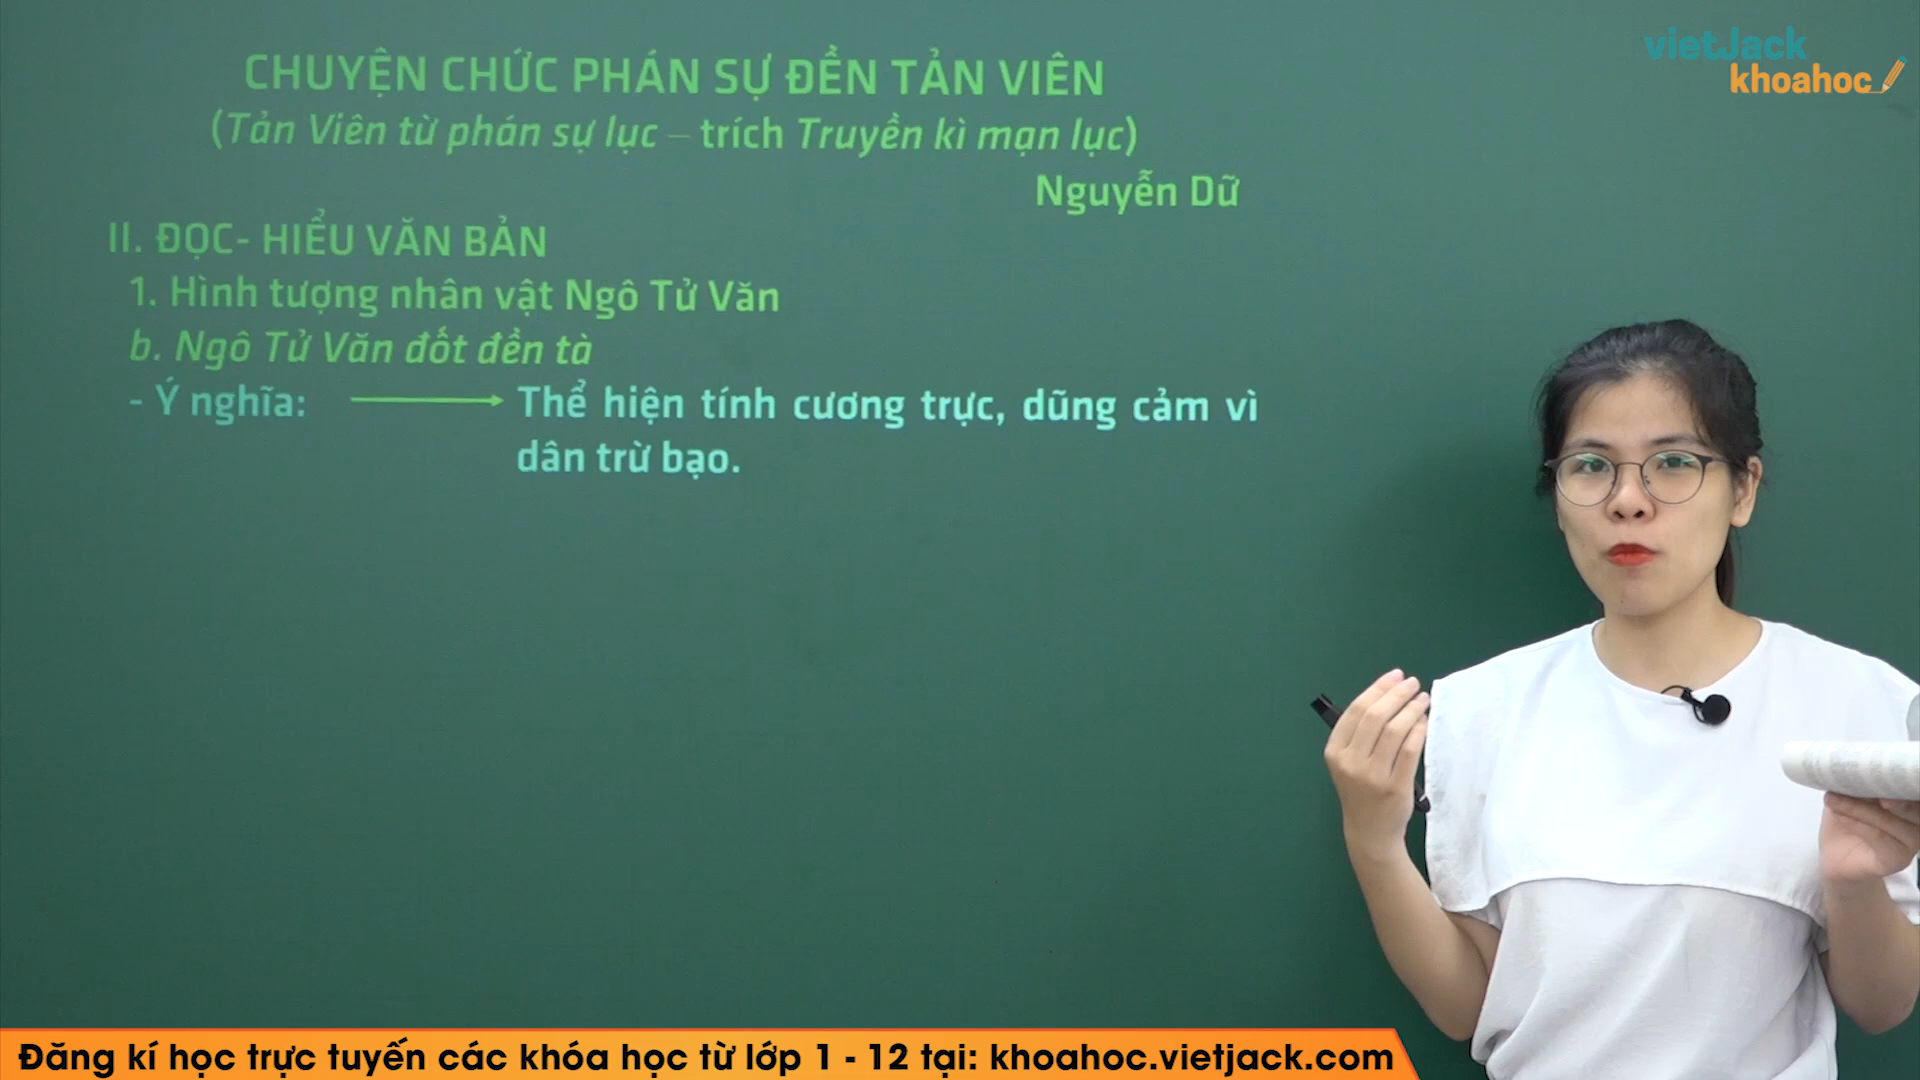 vietJack
khoahoc
CHUYỆN CHỨC PHÁN SỰ ĐỀN TẢN VIÊN
(Tản Viên từ phán sự lục – trích Truyền kì mạn lục)
Nguyễn Dữ
II. ĐỌC- HIỂU VĂN BẢN
1. Hình tượng nhân vật Ngô Tử Văn
b. Ngô Tử Văn đốt đền tà
- Ý nghĩa: Thể hiện tính cương trực, dũng cảm vì
dân trừ bạo.
Đăng kí học trực tuyến các khóa học từ lớp 1 - 12 tại: khoahoc.vietjack.com